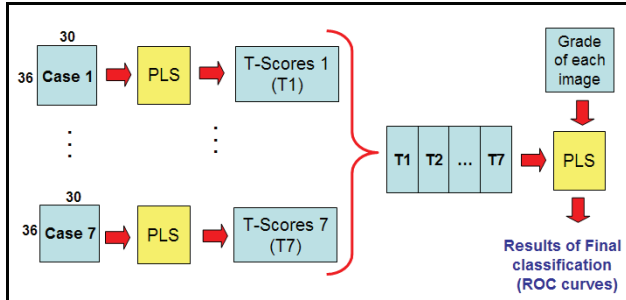 30
36
Case 1
PLS
T-Scores 1
(T1)
30
36
Case 7
PLS
T-Scores 7
(T7)
T1 T2 ... T7
Grade
of each
image
PLS
Results of Final
classification
(ROC curves)